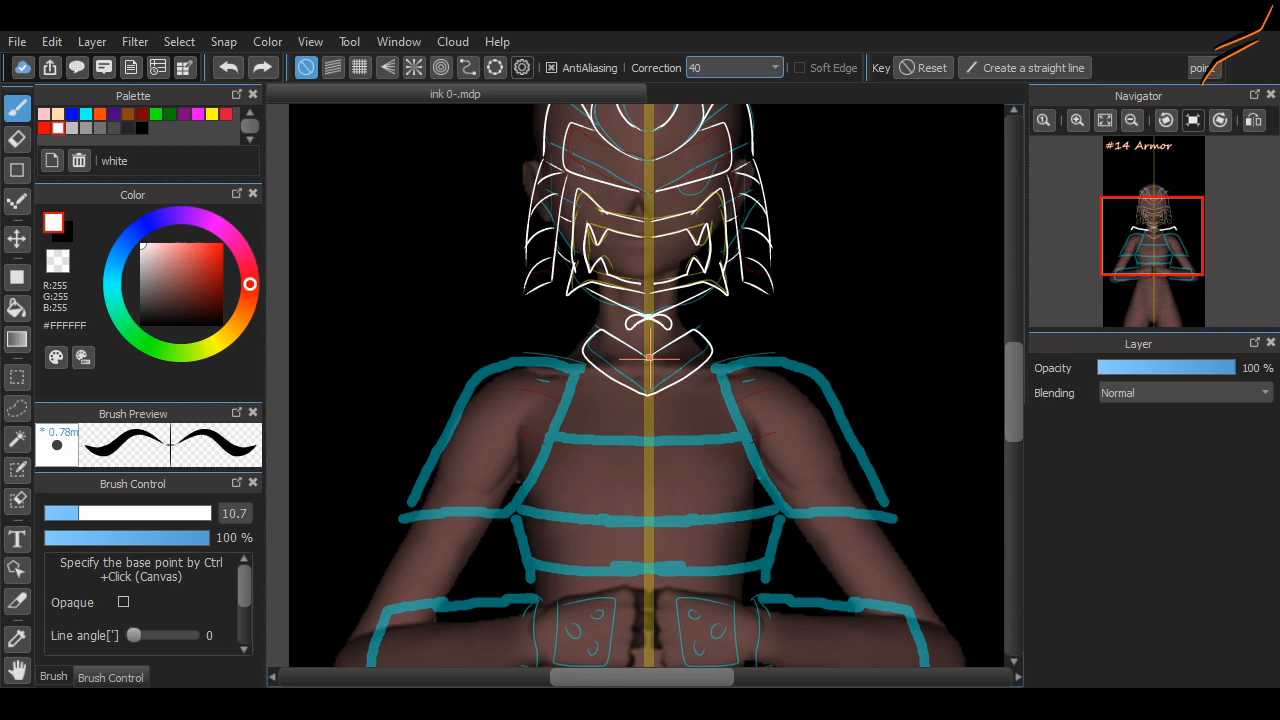 File Edit Layer Filter Select Snap Color View Tool Window Cloud Help
AntiAliasing Correction 40 Soft Edge Key Reset Create a straight line point
Palette
white
Color
R:255
G:255
B:255
#FFFFFF
Brush Preview
* 0.78m
Brush Control
10.7
100 %
Specify the base point by Ctrl
+Click (Canvas)
Opaque
Line angle['] 0
Brush Brush Control
ink 0-.mdp
Navigator
#14 Armor
Layer
Opacity 100 %
Blending Normal